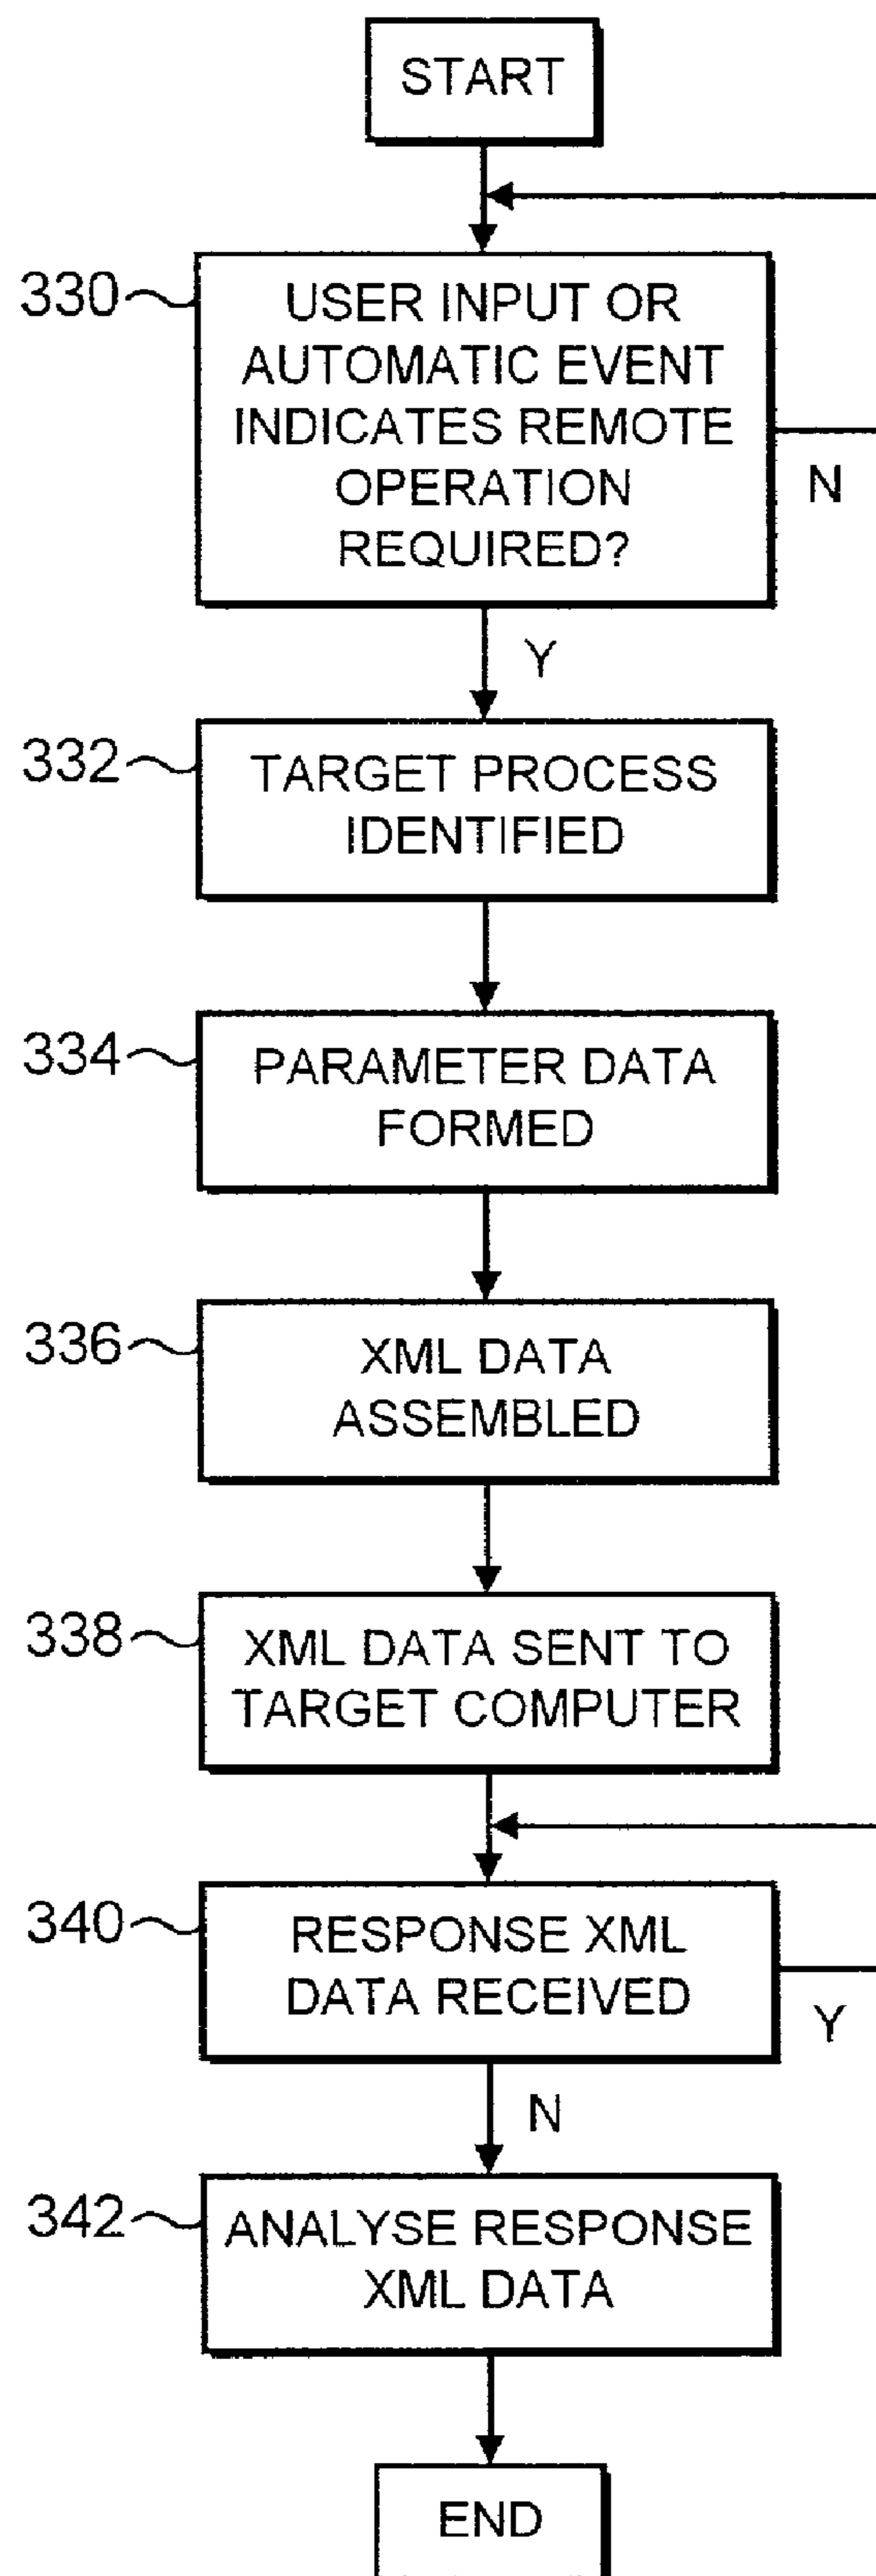 START
330
USER INPUT OR
AUTOMATIC EVENT
INDICATES REMOTE
OPERATION
REQUIRED?
N
Y
332
TARGET PROCESS
IDENTIFIED
334
PARAMETER DATA
FORMED
336
XML DATA
ASSEMBLED
338
XML DATA SENT TO
TARGET COMPUTER
340
RESPONSE XML
DATA RECEIVED
Y
N
342
ANALYSE RESPONSE
XML DATA
END